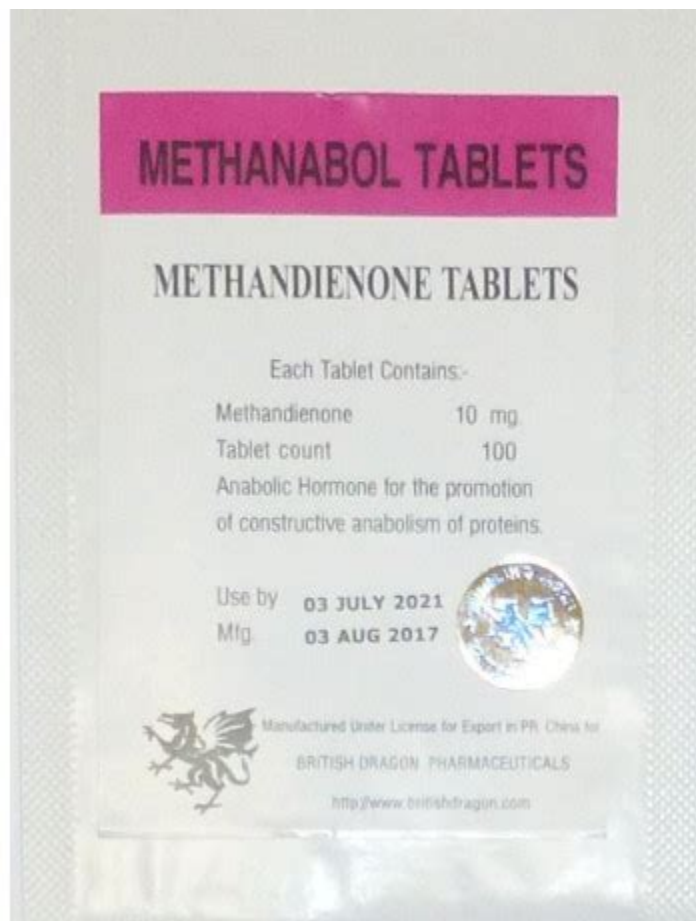 METHANABOL TABLETS
METHANDIENONE TABLETS
Each Tablet Contains:-
Methandienone 10 mg.
Tablet count 100
Anabolic Hormone for the promotion
of constructive anabolism of proteins.
Use by 03 JULY 2021
Mfg. 03 AUG 2017
Manufactured Under License for Export in PR. China for
BRITISH DRAGON PHARMACEUTICALS
http://www.britishdragon.com